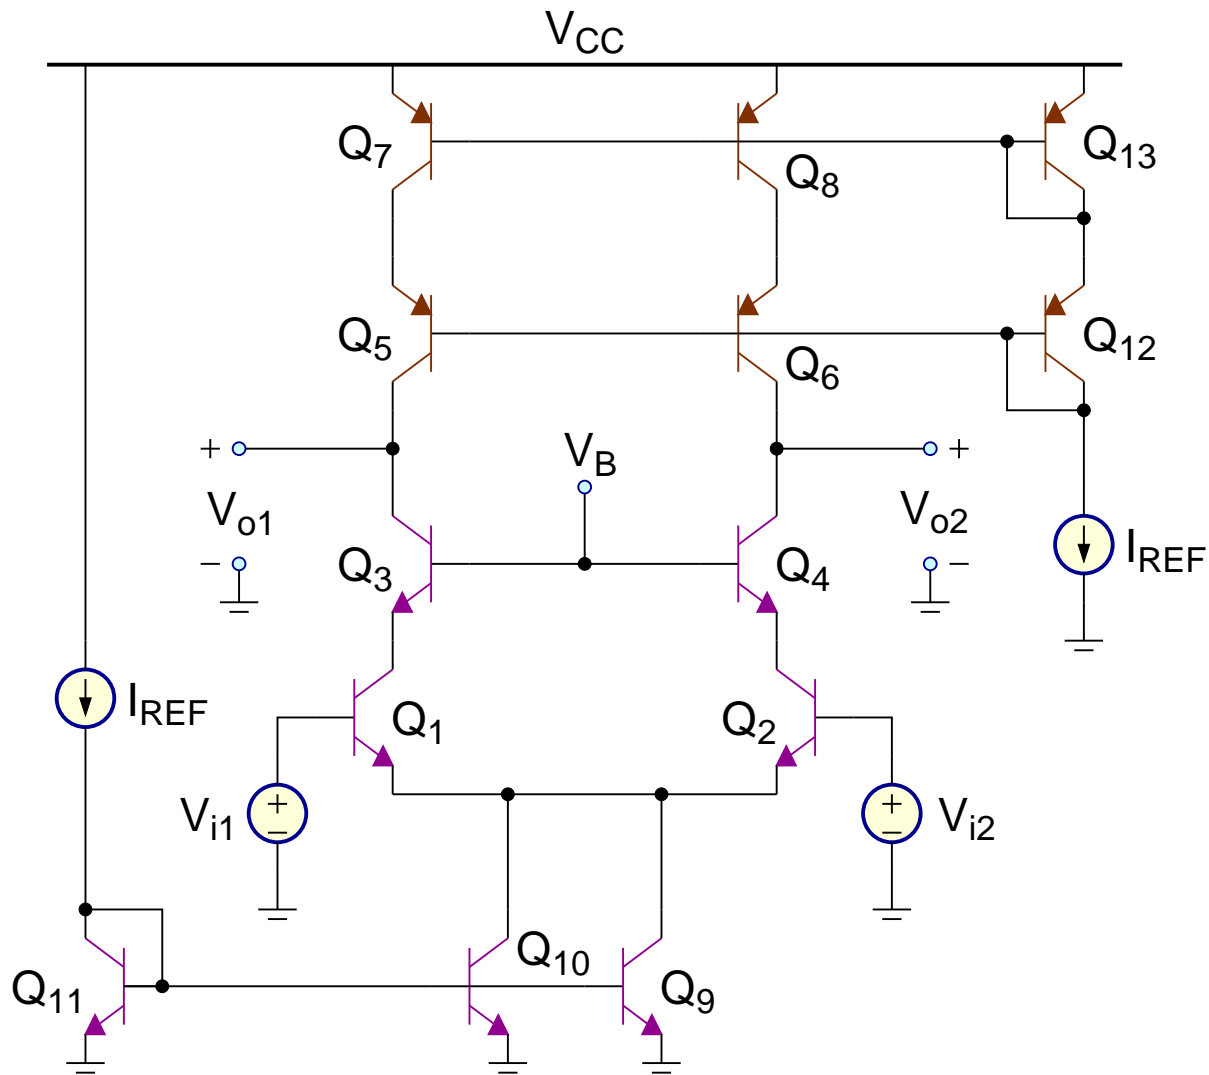 VCC
Q7
Q8
Q13
Q5
Q6
Q12
+
VB
+
Vo1
Vo2
−
Q3
Q4
−
IREF
IREF
Q1
Q2
Vi1
+
−
+
−
Vi2
Q11
Q10
Q9